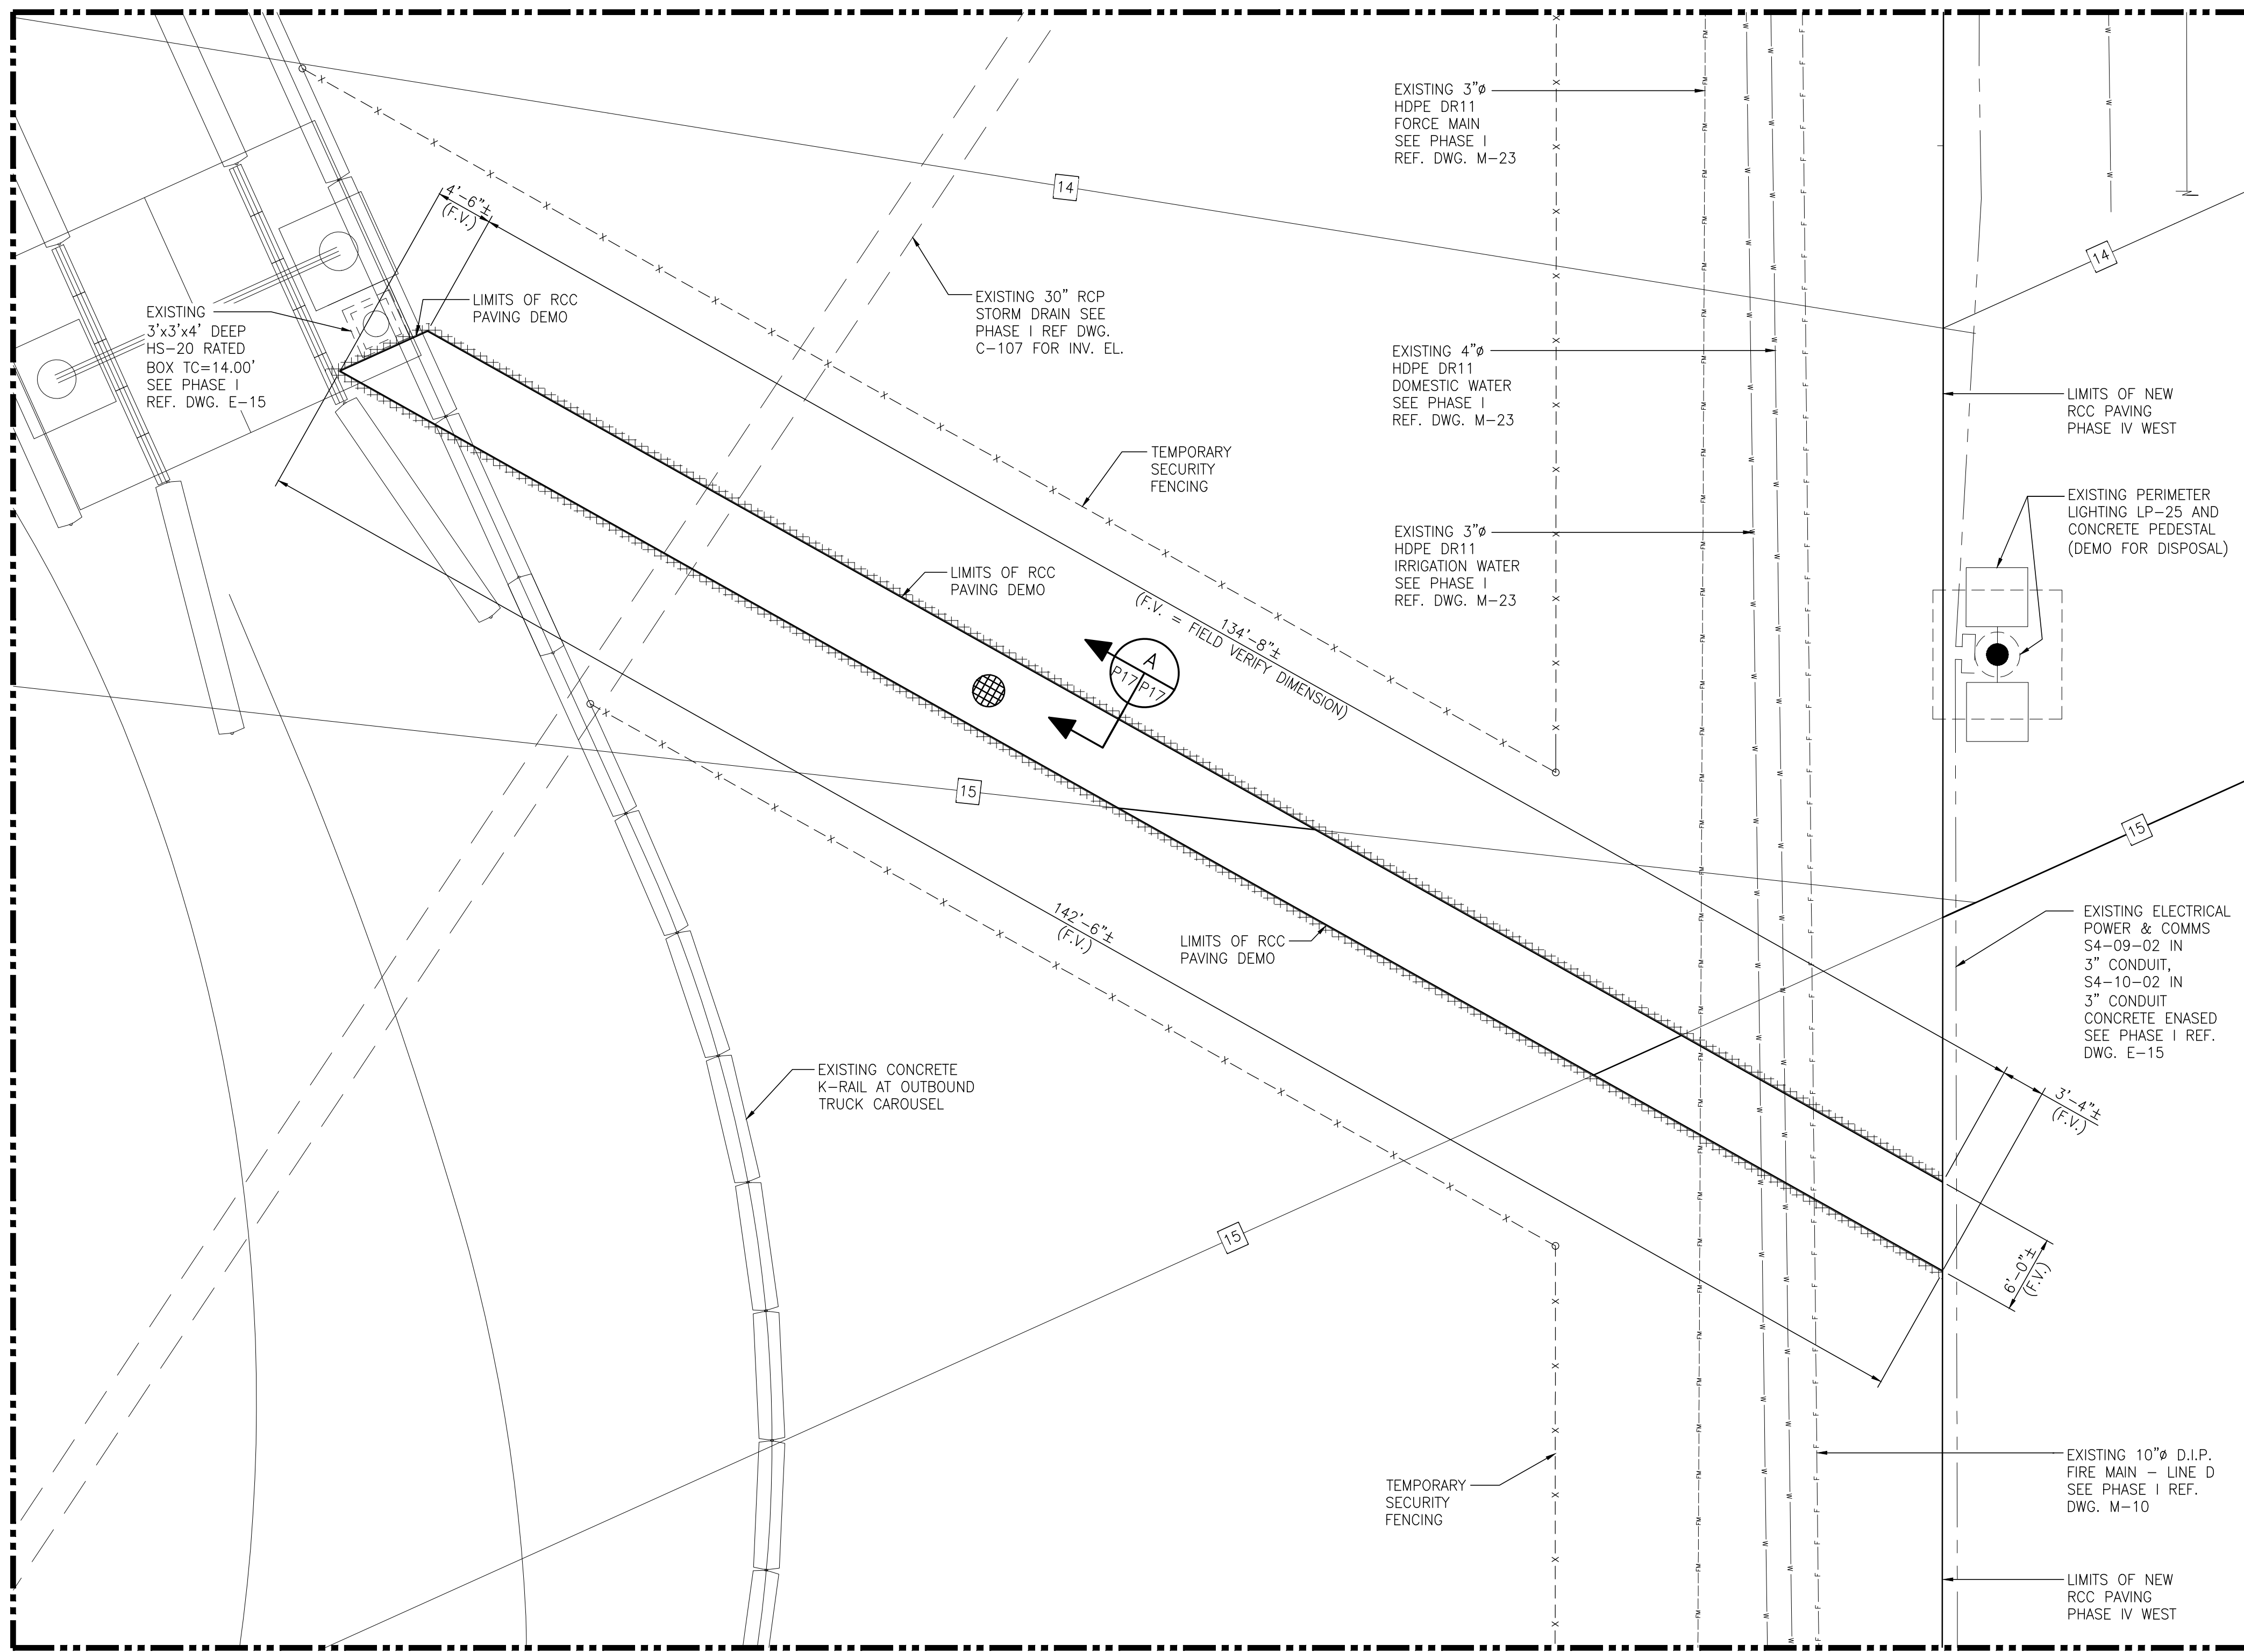 EXISTING 3"ø
HDPE DR11
FORCE MAIN
SEE PHASE I
REF. DWG. M-23
14
4'-6"±
(F.V.)
14
EXISTING
3'x3'x4' DEEP
HS-20 RATED
BOX TC=14.00'
SEE PHASE I
REF. DWG. E-15
LIMITS OF RCC
PAVING DEMO
EXISTING 30" RCP
STORM DRAIN SEE
PHASE I REF DWG.
C-107 FOR INV. EL.
EXISTING 4"ø
HDPE DR11
DOMESTIC WATER
SEE PHASE I
REF. DWG. M-23
LIMITS OF NEW
RCC PAVING
PHASE IV WEST
TEMPORARY
SECURITY
FENCING
EXISTING PERIMETER
LIGHTING LP-25 AND
CONCRETE PEDESTAL
(DEMO FOR DISPOSAL)
EXISTING 3"ø
HDPE DR11
IRRIGATION WATER
SEE PHASE I
REF. DWG. M-23
LIMITS OF RCC
PAVING DEMO
134'-8"±
(F.V. = FIELD VERIFY DIMENSION)
A
P17 P17
15
15
142'-6"±
(F.V.)
LIMITS OF RCC
PAVING DEMO
EXISTING ELECTRICAL
POWER & COMMS
S4-09-02 IN
3" CONDUIT,
S4-10-02 IN
3" CONDUIT
CONCRETE ENASED
SEE PHASE I REF.
DWG. E-15
EXISTING CONCRETE
K-RAIL AT OUTBOUND
TRUCK CAROUSEL
3'-4"±
(F.V.)
15
6'-0"±
(F.V.)
TEMPORARY
SECURITY
FENCING
EXISTING 10"ø D.I.P.
FIRE MAIN - LINE D
SEE PHASE I REF.
DWG. M-10
LIMITS OF NEW
RCC PAVING
PHASE IV WEST